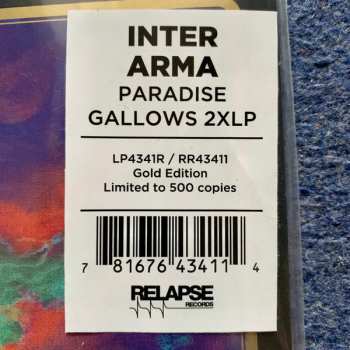 INTER
ARMA
PARADISE
GALLOWS 2XLP
LP4341R / RR43411
Gold Edition
Limited to 500 copies
7 81676 43411 4
RELAPSE
RECORDS